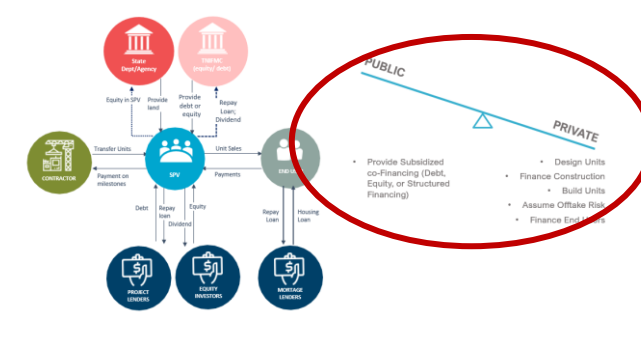 State
Dept/Agency
(equity/ debt)
Equity in SPV
Provide
land
Provide
debt or
equity
Repay
Loan;
Dividend
CONTRACTOR
Transfer Units
Payment on
milestones
SPV
Unit Sales
Payments
END
Debt
Repay
loan
Dividend
Equity
Repay
Loan
Housing
Loan
PROJECT
LENDERS
EQUITY
INVESTORS
MORTAGE
LENDERS
PUBLIC
PRIVATE
• Provide Subsidized
co-Financing (Debt,
Equity, or Structured
Financing)
• Design Units
• Finance Construction
• Build Units
• Assume Offtake Risk
• Finance End Users